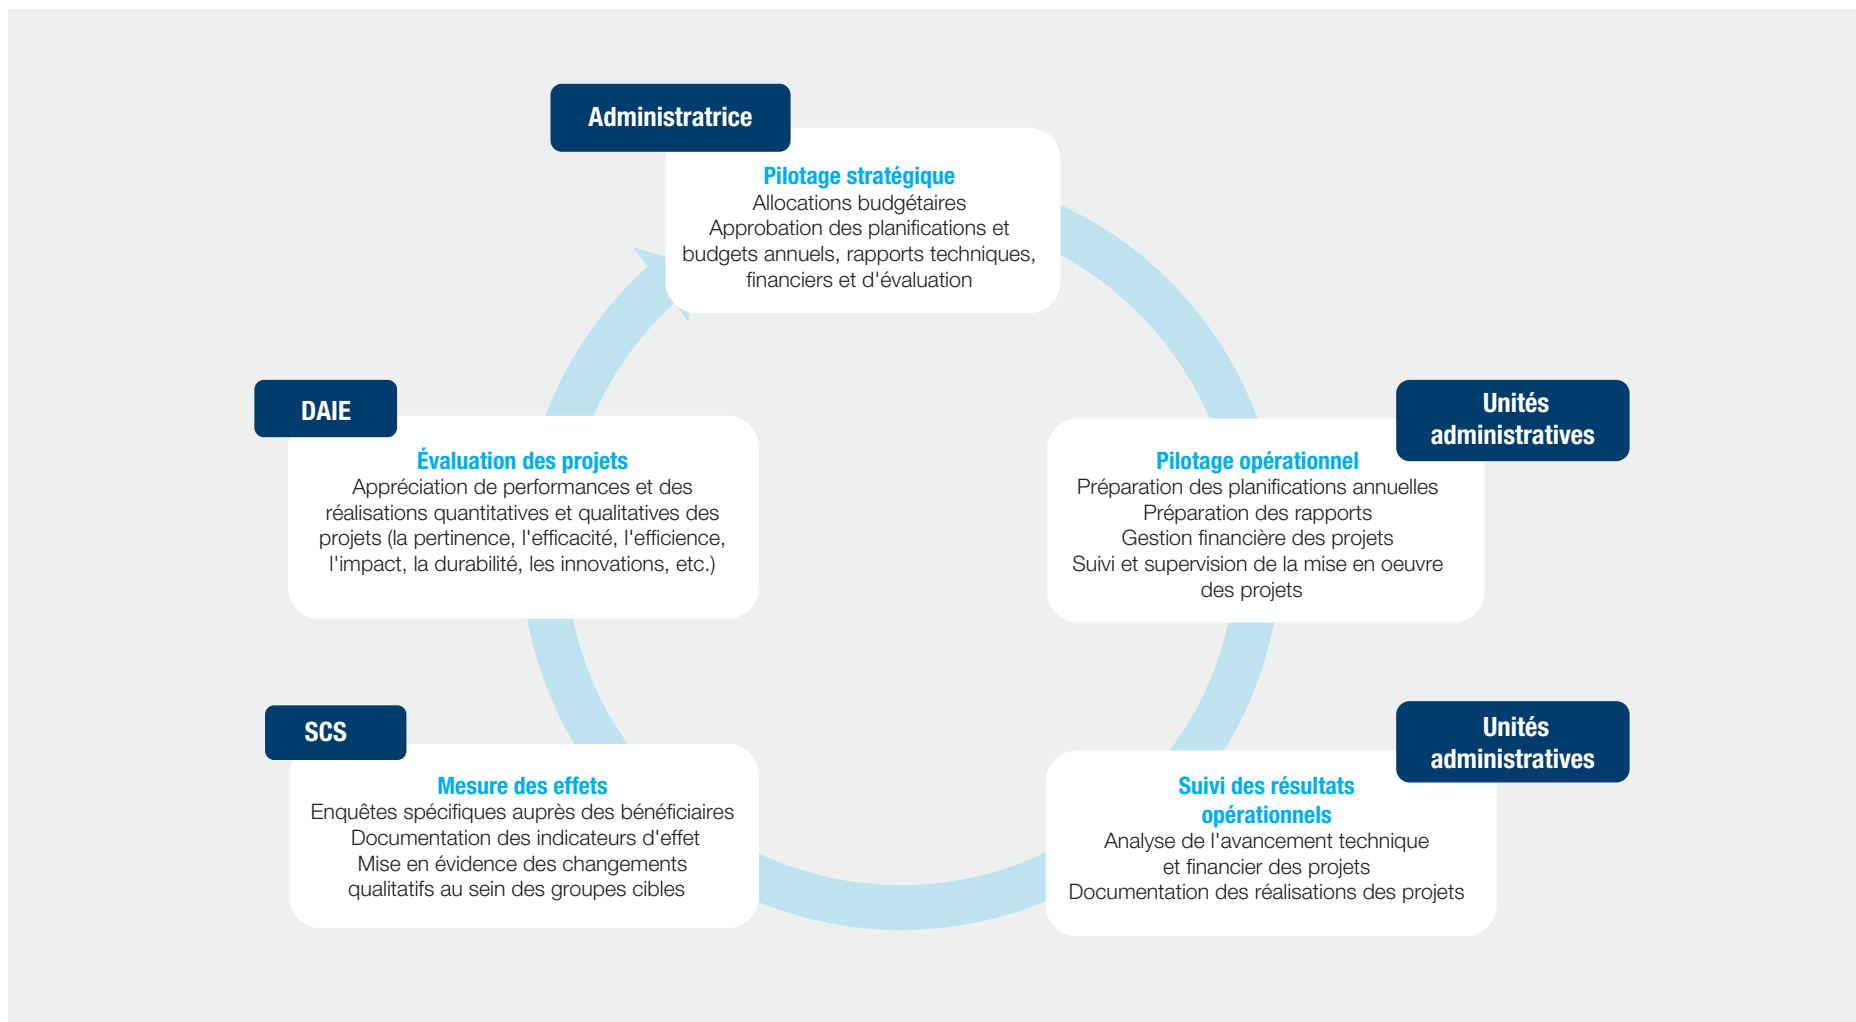 Administratrice
Pilotage stratégique
Allocations budgétaires
Approbation des planifications et
budgets annuels, rapports techniques,
financiers et d'évaluation
Unités
administratives
Pilotage opérationnel
Préparation des planifications annuelles
Préparation des rapports
Gestion financière des projets
Suivi et supervision de la mise en oeuvre
des projets
Unités
administratives
Suivi des résultats
opérationnels
Analyse de l'avancement technique
et financier des projets
Documentation des réalisations des projets
SCS
Mesure des effets
Enquêtes spécifiques auprès des bénéficiaires
Documentation des indicateurs d'effet
Mise en évidence des changements
qualitatifs au sein des groupes cibles
DAIE
Évaluation des projets
Appréciation de performances et des
réalisations quantitatives et qualitatives des
projets (la pertinence, l'efficacité, l'efficience,
l'impact, la durabilité, les innovations, etc.)